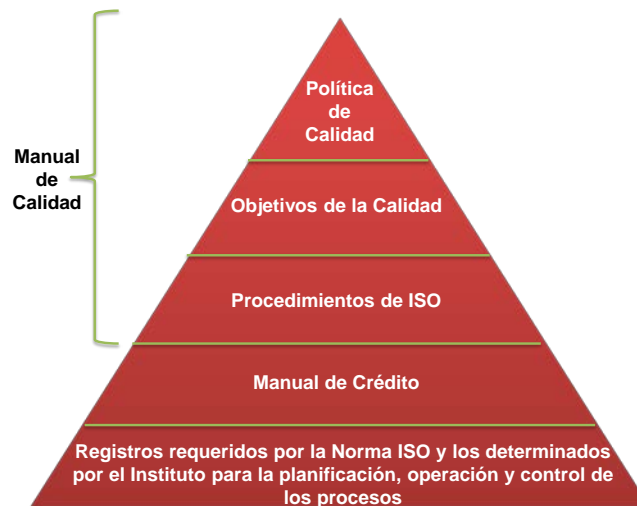 Política
de
Calidad
Manual
de
Calidad
Objetivos de la Calidad
Procedimientos de ISO
Manual de Crédito
Registros requeridos por la Norma ISO y los determinados
por el Instituto para la planificación, operación y control de
los procesos